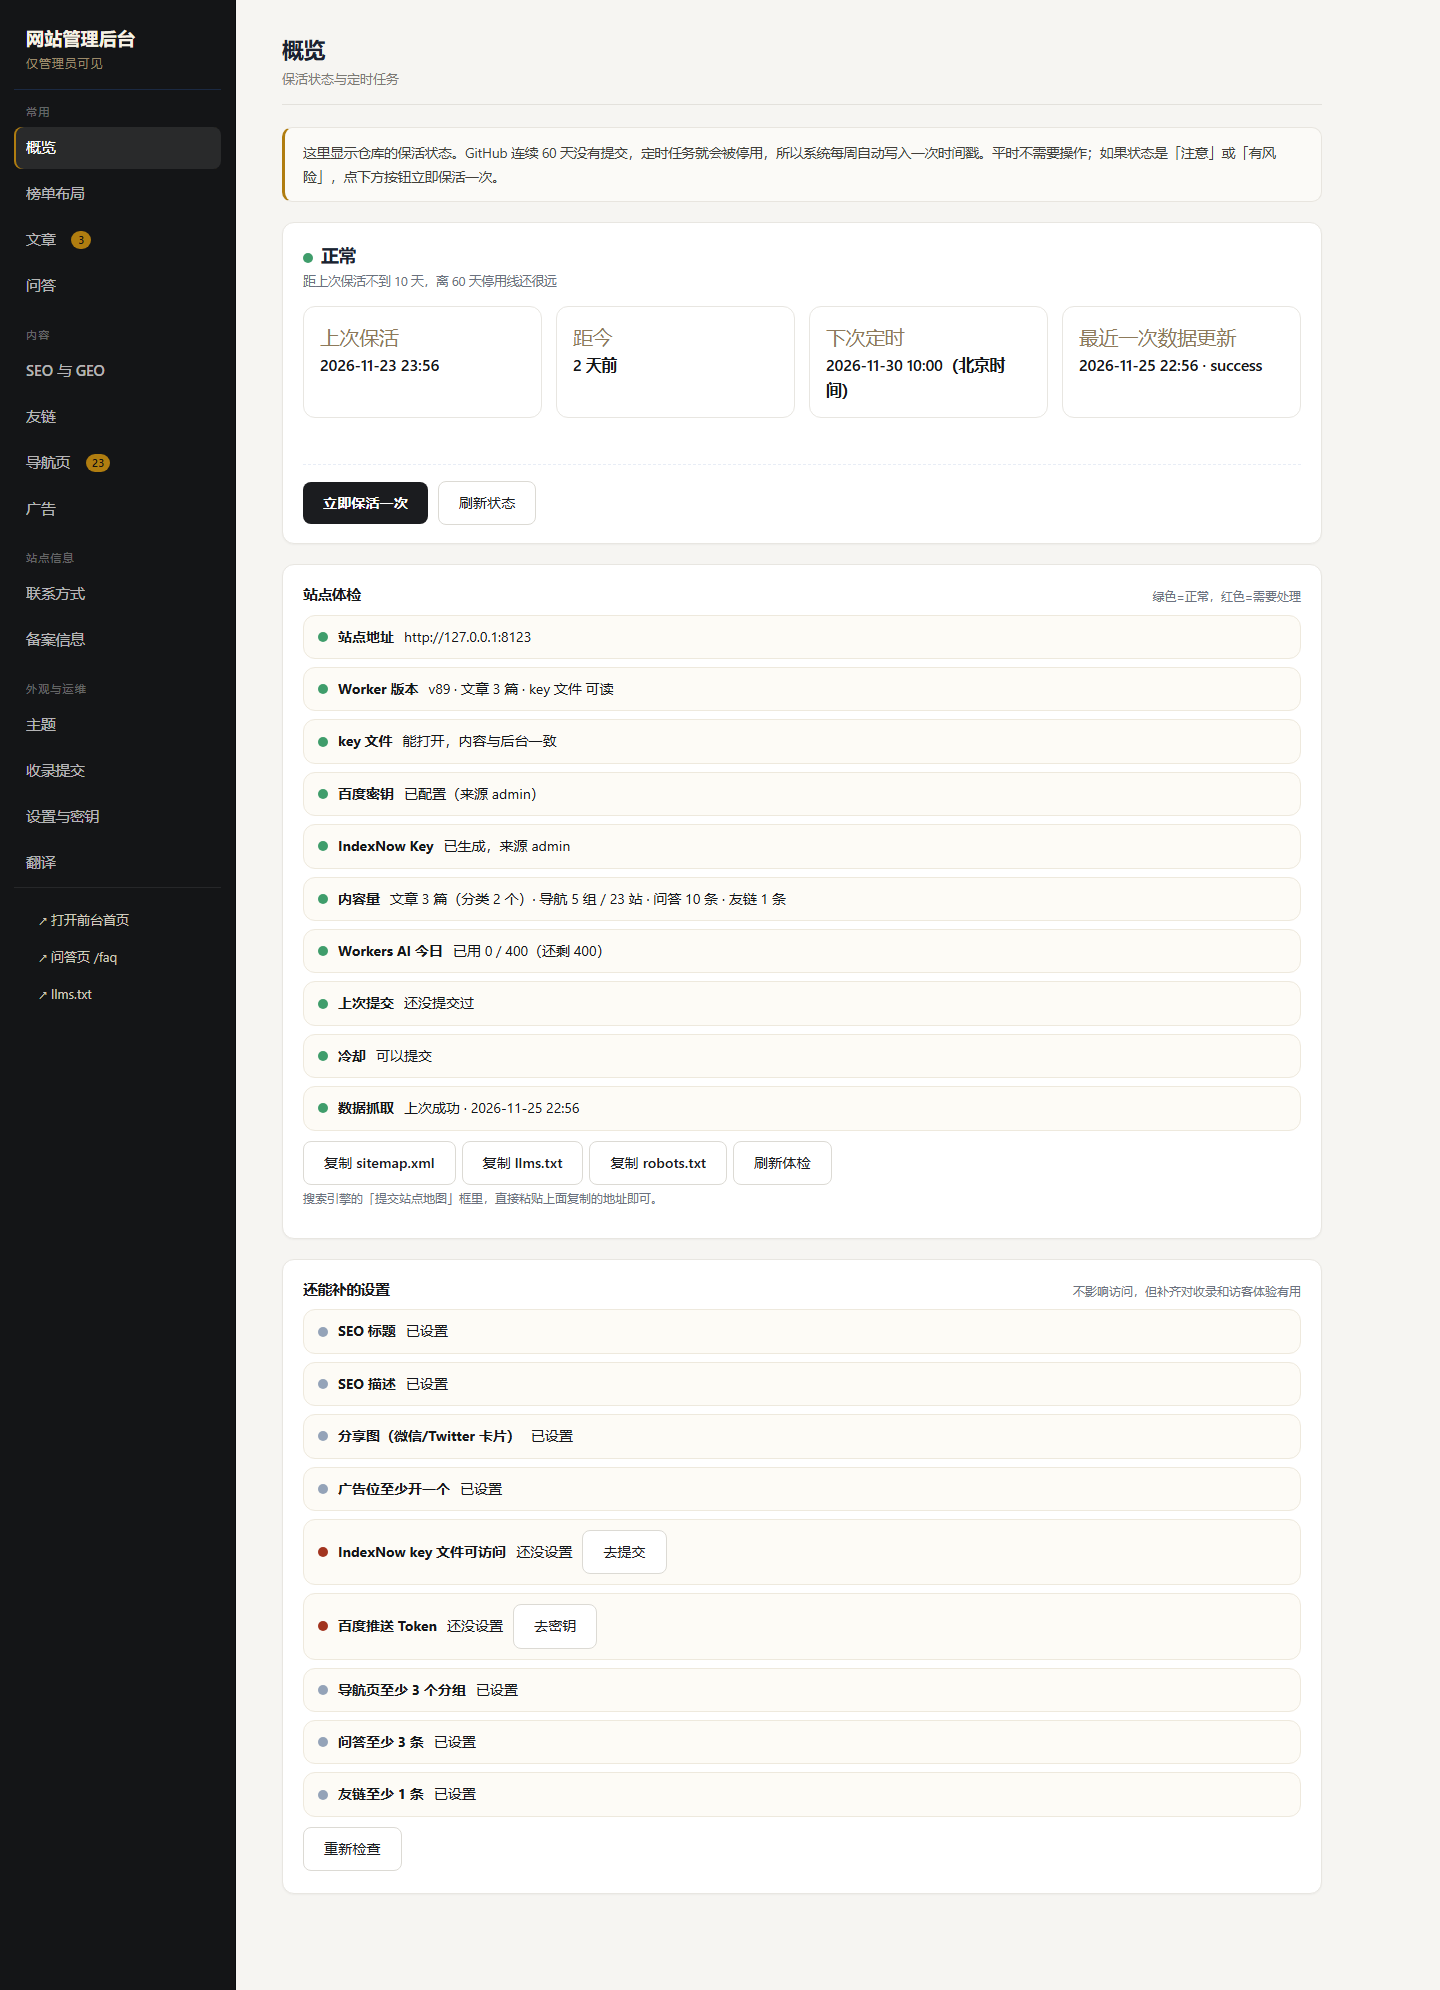 网站管理后台
仅管理员可见
常用
概览
榜单布局
文章 3
问答
内容
SEO 与 GEO
友链
导航页 23
广告
站点信息
联系方式
备案信息
外观与运维
主题
收录提交
设置与密钥
翻译
↗ 打开前台首页
↗ 问答页 /faq
↗ llms.txt
概览
保活状态与定时任务
这里显示仓库的保活状态。GitHub 连续 60 天没有提交，定时任务就会被停用，所以系统每周自动写入一次时间戳。平时不需要操作；如果状态是「注意」或「有风
险」，点下方按钮立即保活一次。
正常
距上次保活不到 10 天，离 60 天停用线还很远
上次保活
2026-11-23 23:56
距今
2 天前
下次定时
2026-11-30 10:00（北京时
间）
最近一次数据更新
2026-11-25 22:56 · success
立即保活一次
刷新状态
站点体检
绿色=正常，红色=需要处理
站点地址 http://127.0.0.1:8123
Worker 版本 v89 · 文章 3 篇 · key 文件 可读
key 文件 能打开，内容与后台一致
百度密钥 已配置（来源 admin）
IndexNow Key 已生成，来源 admin
内容量 文章 3 篇（分类 2 个）· 导航 5 组 / 23 站 · 问答 10 条 · 友链 1 条
Workers AI 今日 已用 0 / 400（还剩 400）
上次提交 还没提交过
冷却 可以提交
数据抓取 上次成功 · 2026-11-25 22:56
复制 sitemap.xml
复制 llms.txt
复制 robots.txt
刷新体检
搜索引擎的「提交站点地图」框里，直接粘贴上面复制的地址即可。
还能补的设置
不影响访问，但补齐对收录和访客体验有用
SEO 标题 已设置
SEO 描述 已设置
分享图（微信/Twitter 卡片） 已设置
广告位至少开一个 已设置
IndexNow key 文件可访问 还没设置 去提交
百度推送 Token 还没设置 去密钥
导航页至少 3 个分组 已设置
问答至少 3 条 已设置
友链至少 1 条 已设置
重新检查